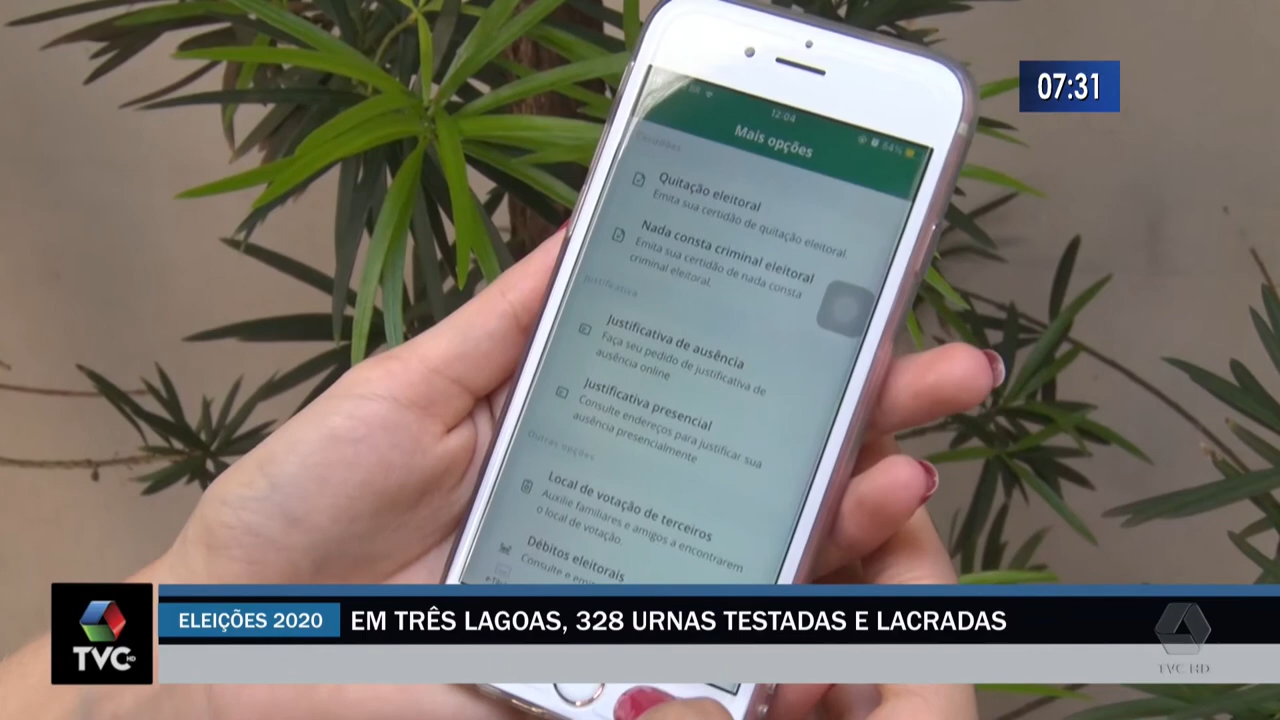 07:31
12:04
64%
Mais opções
Certidões
Quitação eleitoral
Emita sua certidão de quitação eleitoral.
Nada consta criminal eleitoral
Emita sua certidão de nada consta
criminal eleitoral.
Justificativa
Justificativa de ausência
Faça seu pedido de justificativa de
ausência online
Justificativa presencial
Consulte endereços para justificar sua
ausência presencialmente
Outras opções
Local de votação de terceiros
Auxilie familiares e amigos a encontrarem
o local de votação.
Débitos eleitorais
TVC HD
ELEIÇÕES 2020
EM TRÊS LAGOAS, 328 URNAS TESTADAS E LACRADAS
TVC HD